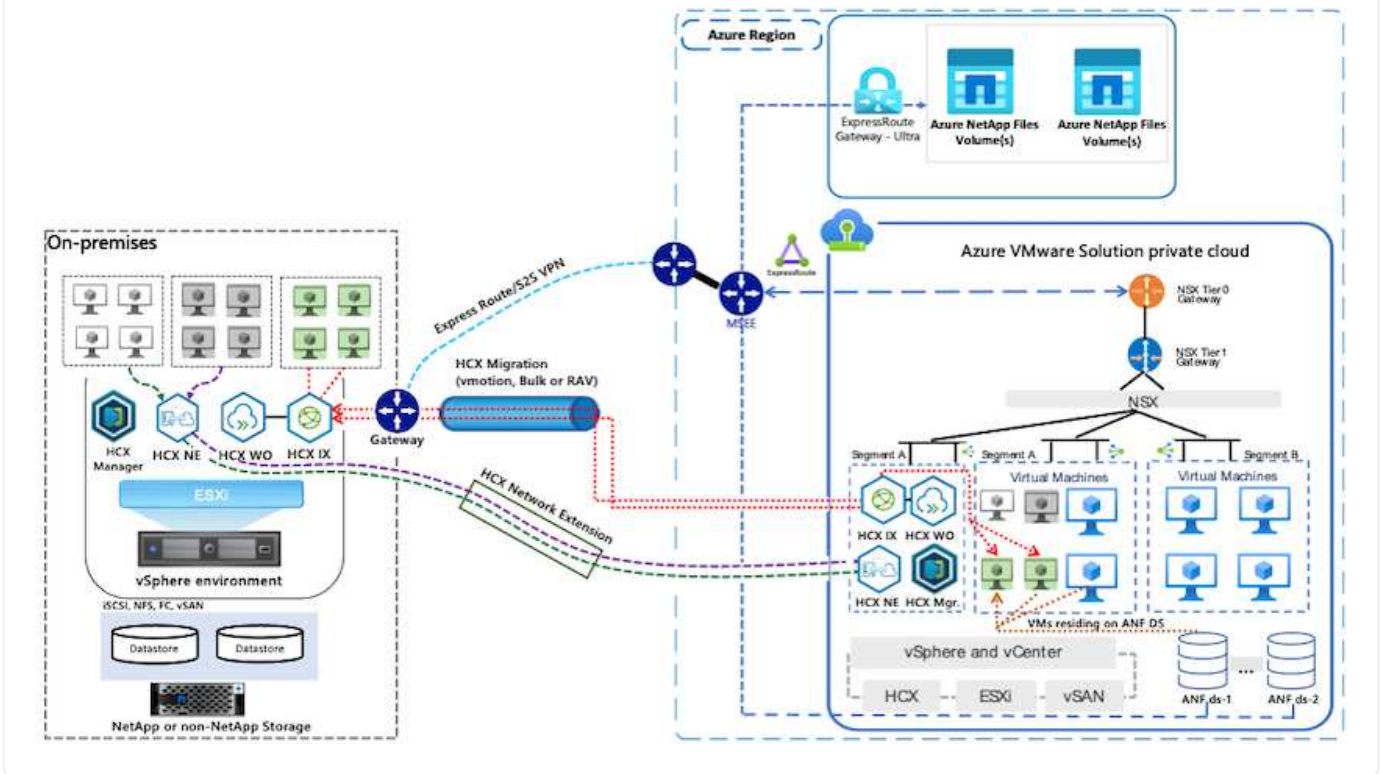 Azure Region
ExpressRoute
Gateway - Ultra
Azure NetApp Files
Volume(s)
Azure NetApp Files
Volume(s)
On-premises
Express Route/S2S VPN
ExpressRoute
MSEE
Azure VMware Solution private cloud
NSX Tier0
Gateway
NSX Tier1
Gateway
NSX
HCX Migration
(vmotion, Bulk or RAV)
Gateway
HCX
Manager
HCX NE
HCX WO
HCX IX
ESXi
vSphere environment
iSCSI, NFS, FC, vSAN
Datastore
Datastore
NetApp or non-NetApp Storage
HCX Network Extension
Segment A
Segment A
Segment B
Virtual Machines
Virtual Machines
HCX IX
HCX WO
HCX NE
HCX Mgr.
VMs residing on ANF DS
vSphere and vCenter
HCX
ESXi
vSAN
...
ANF ds-1
ANF ds-2